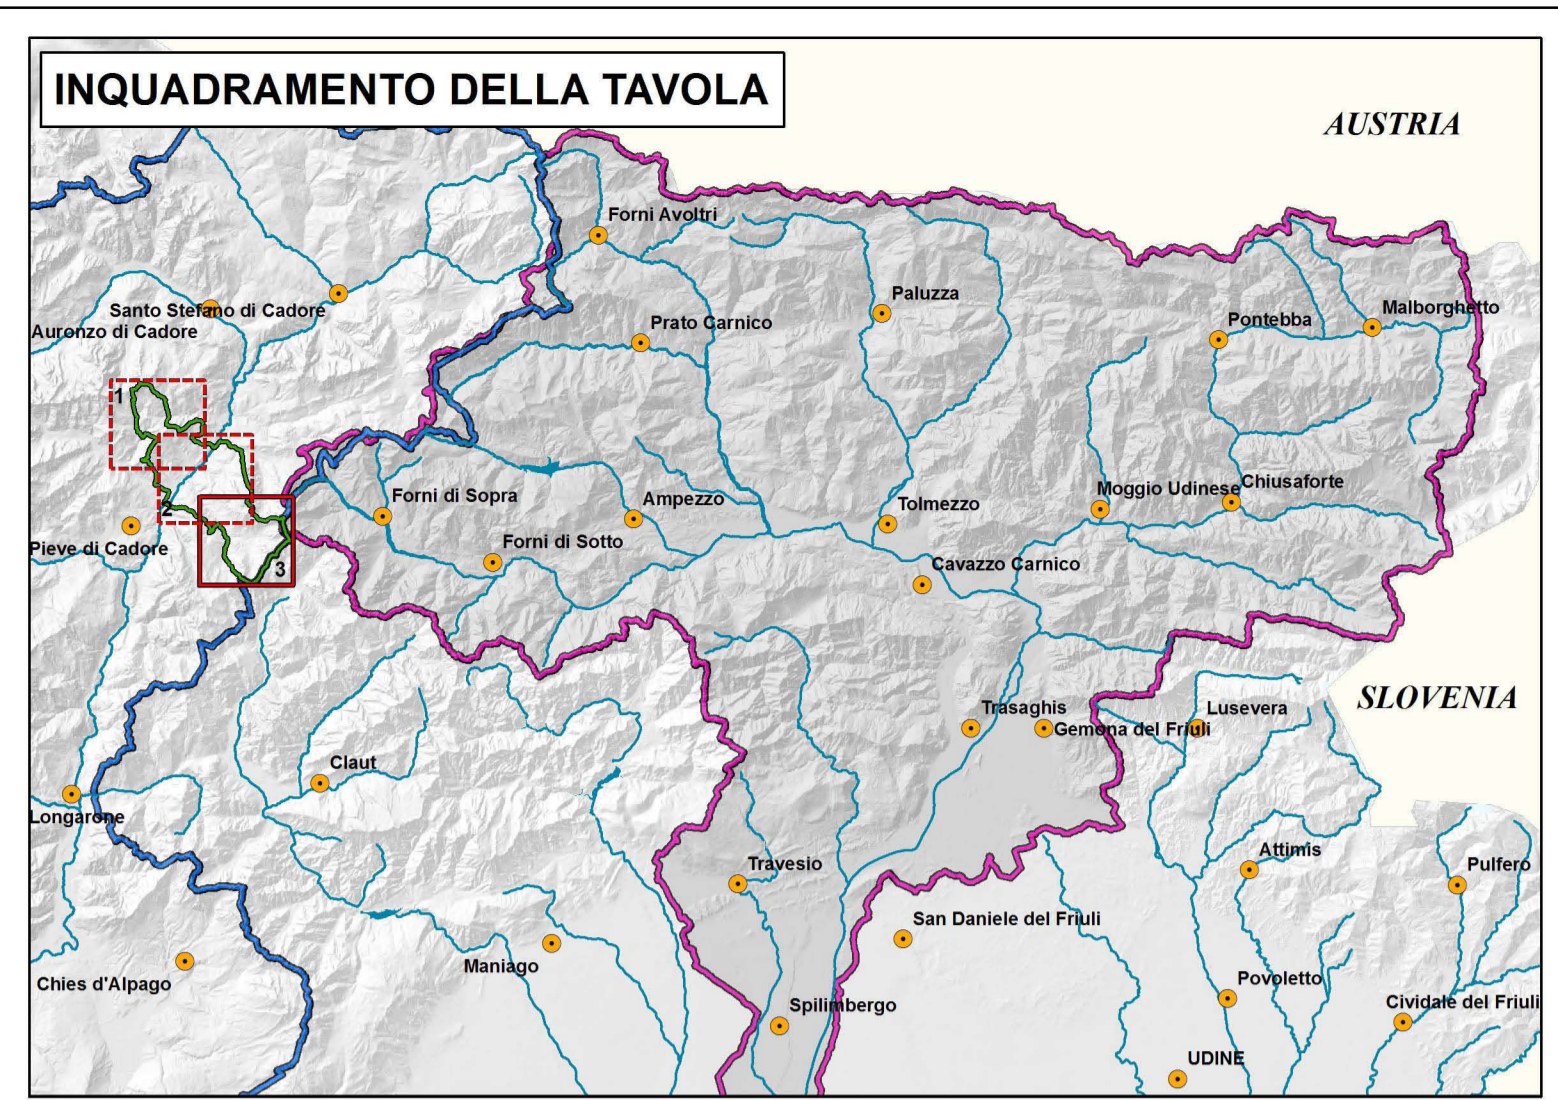 INQUADRAMENTO DELLA TAVOLA
AUSTRIA
Forni Avoltri
Paluzza
Santo Stefano di Cadore
Malborghetto
Auronzo di Cadore
Prato Carnico
Pontebba
1
Forni di Sopra
Ampezzo
Tolmezzo
Moggio Udinese
Chiusaforte
2
Pieve di Cadore
Forni di Sotto
3
Cavazzo Carnico
SLOVENIA
Trasaghis
Lusevera
Gemona del Friuli
Claut
Longarone
Attimis
Travesio
Pulfero
San Daniele del Friuli
Maniago
Chies d'Alpago
Povoletto
Spilimbergo
Cividale del Friuli
UDINE